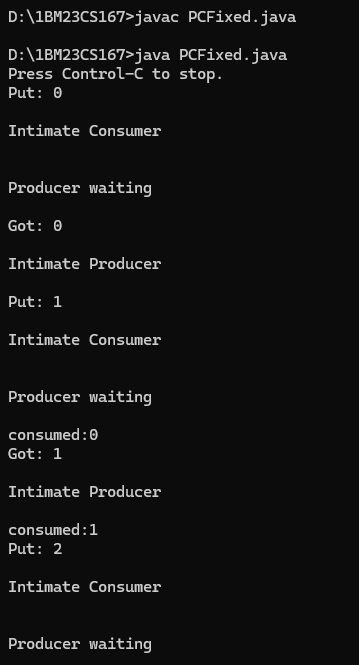 D:\1BM23CS167>javac PCFixed.java
D:\1BM23CS167>java PCFixed.java
Press Control-C to stop.
Put: 0
Intimate Consumer
Producer waiting
Got: 0
Intimate Producer
Put: 1
Intimate Consumer
Producer waiting
consumed:0
Got: 1
Intimate Producer
consumed:1
Put: 2
Intimate Consumer
Producer waiting